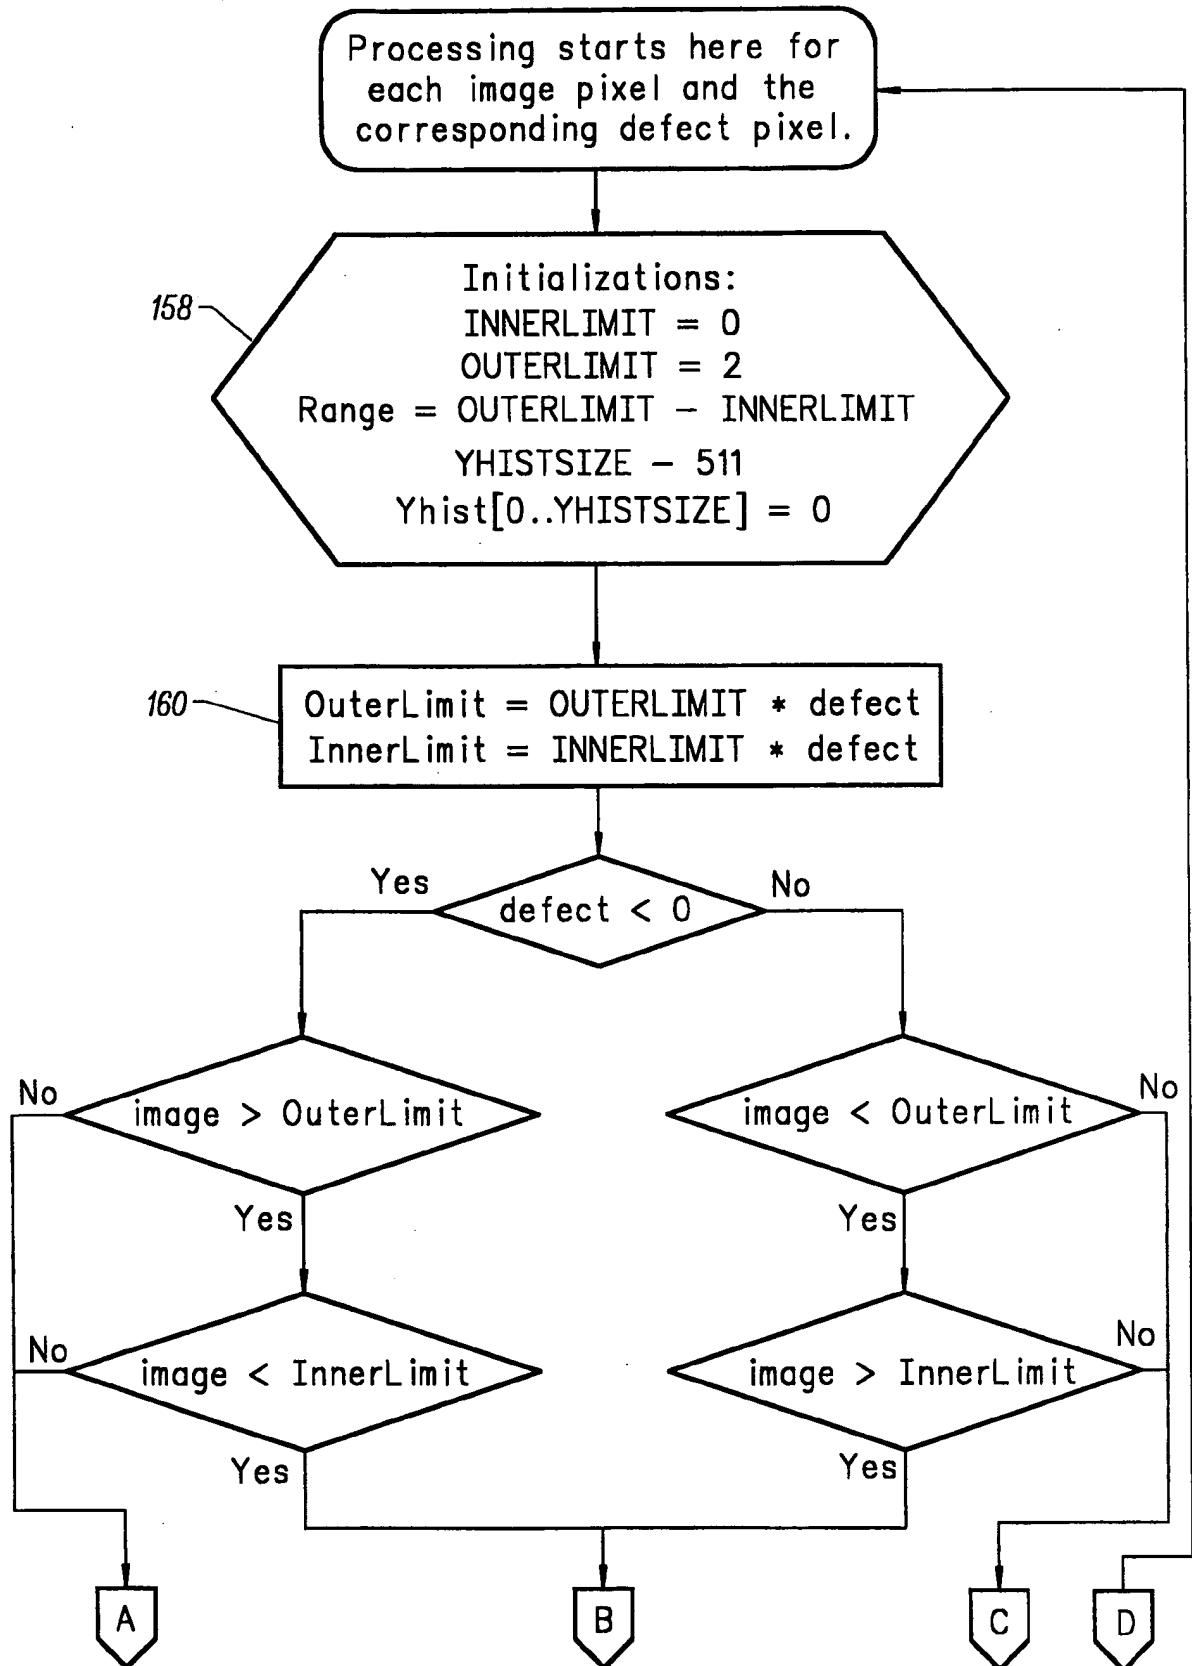 Processing starts here for
each image pixel and the
corresponding defect pixel.
158
Initializations:
INNERLIMIT = 0
OUTERLIMIT = 2
Range = OUTERLIMIT - INNERLIMIT
YHISTSIZE - 511
Yhist[0..YHISTSIZE] = 0
160
OuterLimit = OUTERLIMIT * defect
InnerLimit = INNERLIMIT * defect
Yes
defect < 0
No
No
image > OuterLimit
Yes
image < OuterLimit
No
Yes
No
image < InnerLimit
Yes
image > InnerLimit
No
Yes
A
B
C
D